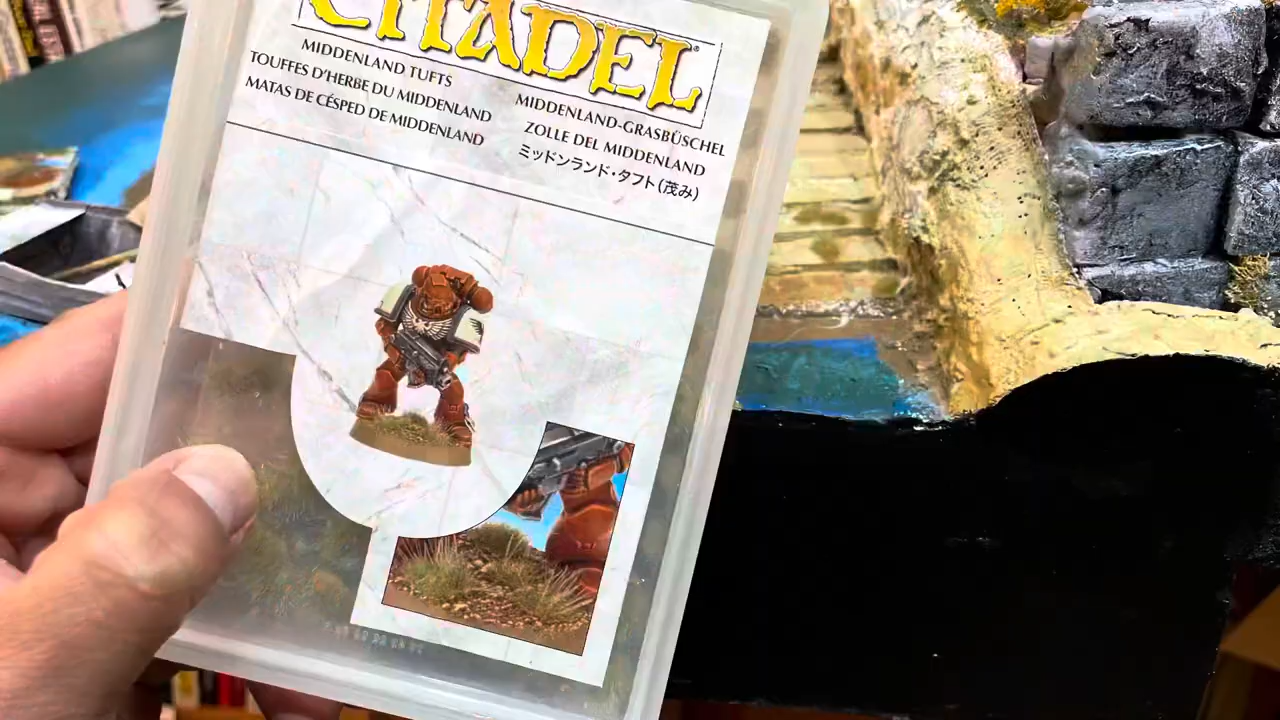 CITADEL
MIDDENLAND TUFTS
TOUFFES D'HERBE DU MIDDENLAND
MATAS DE CÉSPED DE MIDDENLAND
MIDDENLAND-GRASBÜSCHEL
ZOLLE DEL MIDDENLAND
ミッドンランド・タフト(茂み)